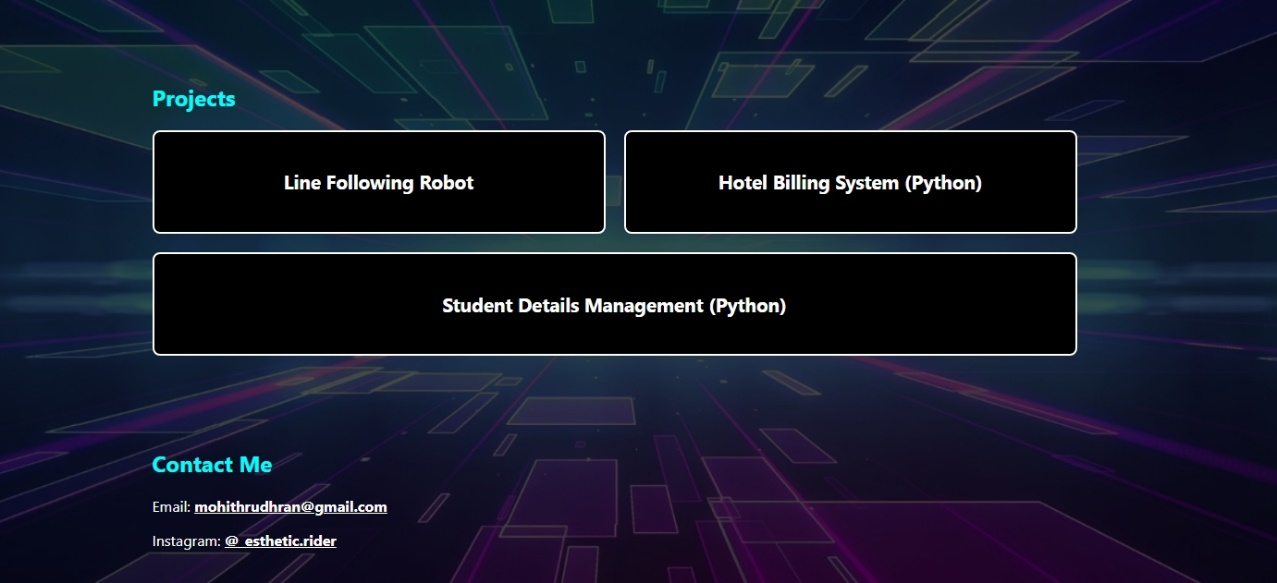 Projects
Line Following Robot
Hotel Billing System (Python)
Student Details Management (Python)
Contact Me
Email: mohithrudhran@gmail.com
Instagram: @_esthetic.rider